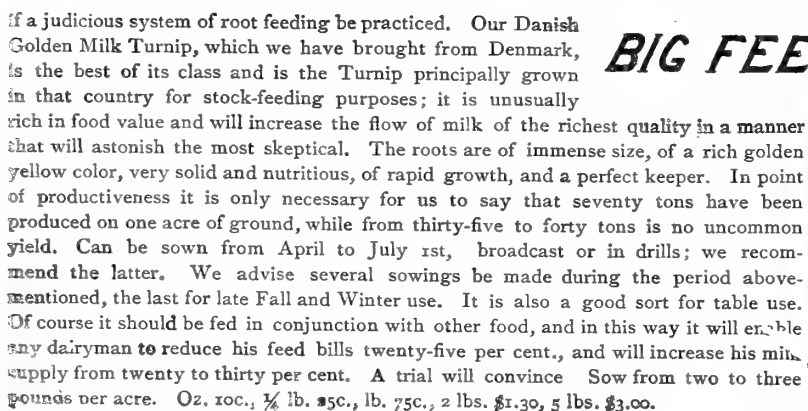 if a judicious system of root feeding be practiced. Our Danish
Golden Milk Turnip, which we have brought from Denmark,
is the best of its class and is the Turnip principally grown
in that country for stock-feeding purposes; it is unusually
BIG FEE
rich in food value and will increase the flow of milk of the richest quality in a manner
that will astonish the most skeptical. The roots are of immense size, of a rich golden
yellow color, very solid and nutritious, of rapid growth, and a perfect keeper. In point
of productiveness it is only necessary for us to say that seventy tons have been
produced on one acre of ground, while from thirty-five to forty tons is no uncommon
yield. Can be sown from April to July 1st, broadcast or in drills; we recom-
mend the latter. We advise several sowings be made during the period above-
mentioned, the last for late Fall and Winter use. It is also a good sort for table use.
Of course it should be fed in conjunction with other food, and in this way it will enable
any dairyman to reduce his feed bills twenty-five per cent., and will increase his milk
supply from twenty to thirty per cent. A trial will convince Sow from two to three
pounds per acre. Oz. 10c., ¼ lb. 25c., lb. 75c., 2 lbs. $1.30, 5 lbs. $3.00.